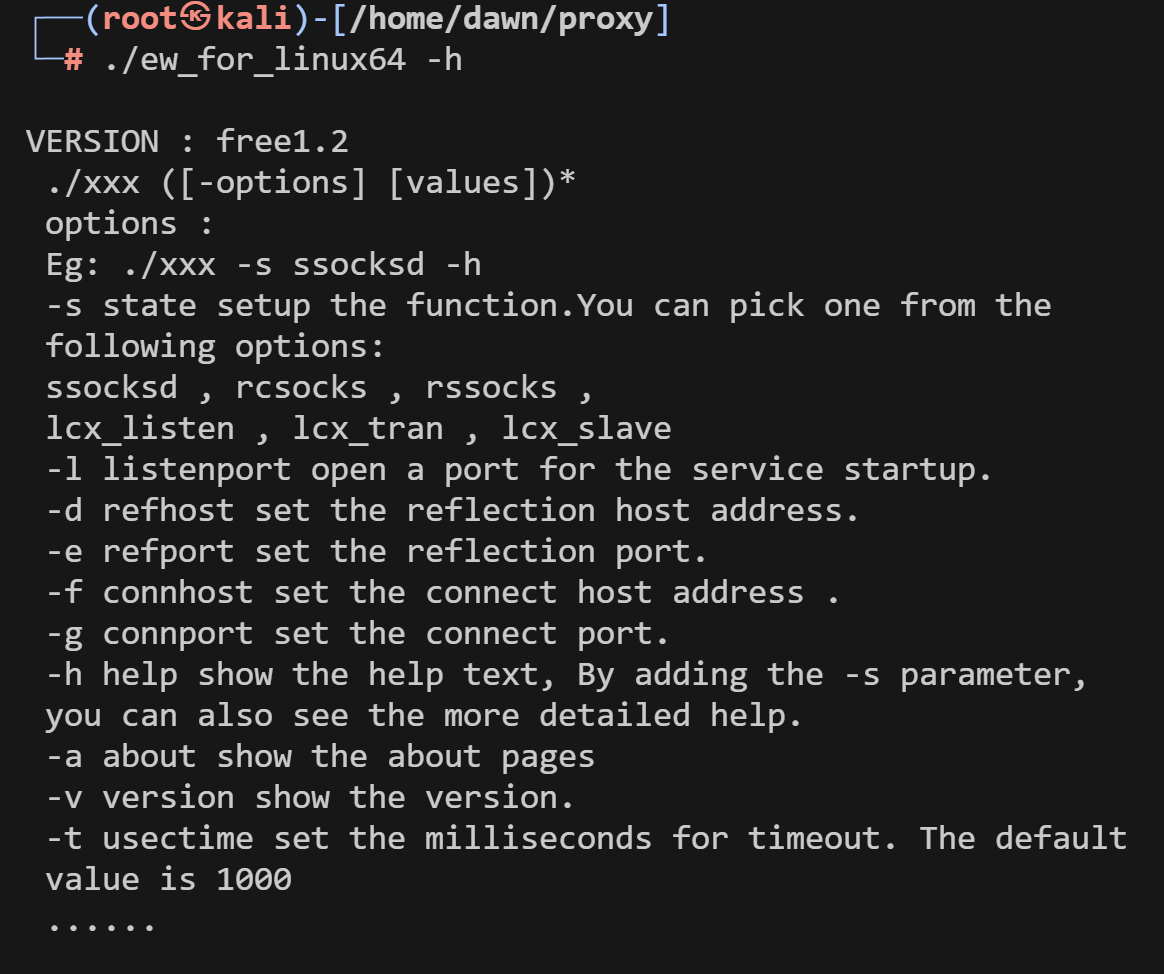 ┌──(root㉿kali)-[/home/dawn/proxy]
└─# ./ew_for_linux64 -h
VERSION : free1.2
./xxx ([-options] [values])*
options :
Eg: ./xxx -s ssocksd -h
-s state setup the function.You can pick one from the
following options:
ssocksd , rcsocks , rssocks ,
lcx_listen , lcx_tran , lcx_slave
-l listenport open a port for the service startup.
-d refhost set the reflection host address.
-e refport set the reflection port.
-f connhost set the connect host address .
-g connport set the connect port.
-h help show the help text, By adding the -s parameter,
you can also see the more detailed help.
-a about show the about pages
-v version show the version.
-t usectime set the milliseconds for timeout. The default
value is 1000
......